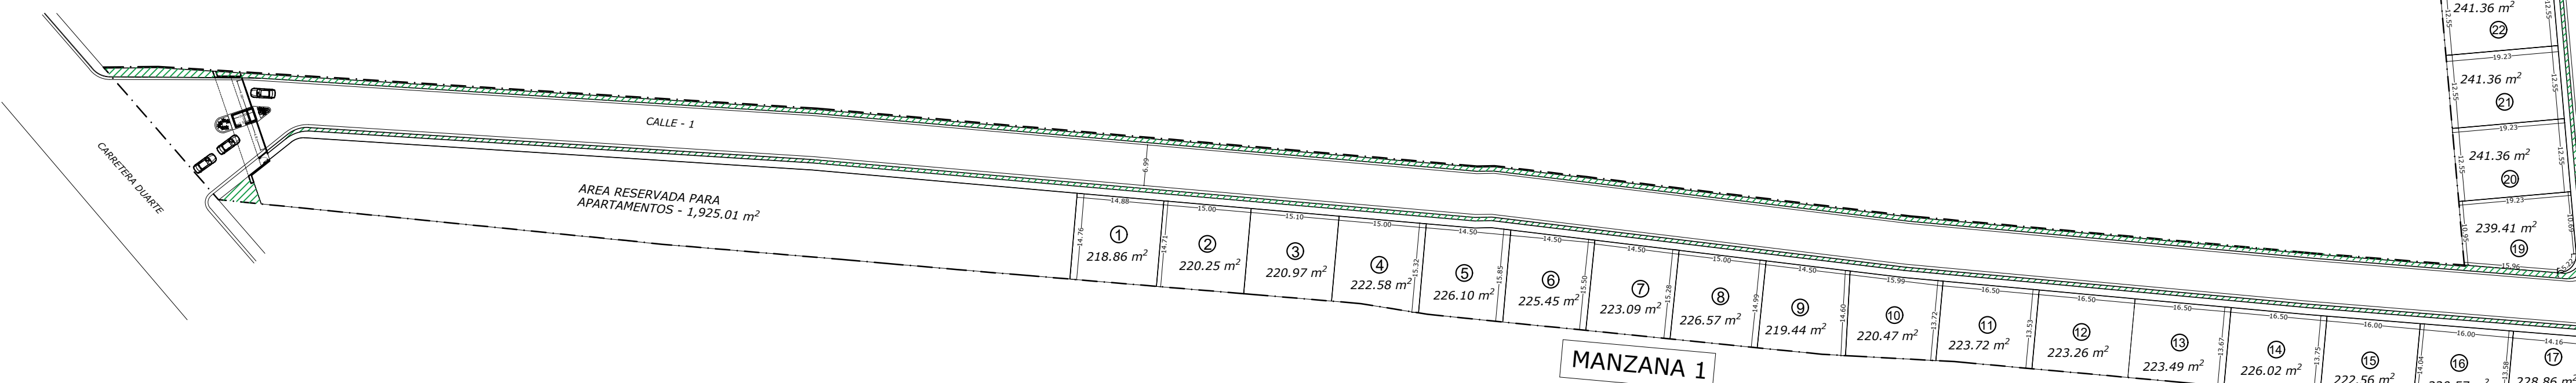 CARRETERA DUARTE
CALLE - 1
6.99
AREA RESERVADA PARA
APARTAMENTOS - 1,925.01 m²
14.88
14.76
1
218.86 m²
14.71
15.00
2
220.25 m²
15.10
3
220.97 m²
15.00
4
222.58 m²
15.32
14.50
5
226.10 m²
15.85
14.50
6
225.45 m²
15.50
14.50
7
223.09 m²
15.28
15.00
8
226.57 m²
14.99
14.50
9
219.44 m²
14.60
15.99
10
220.47 m²
13.72
16.50
11
223.72 m²
13.53
16.50
12
223.26 m²
16.50
13
223.49 m²
13.67
16.50
14
226.02 m²
13.75
16.00
15
222.56 m²
14.04
16.00
16
13.58
14.16
17
228.86 m²
MANZANA 1
12.55
241.36 m²
12.55
22
19.23
12.55
241.36 m²
12.55
21
19.23
12.55
241.36 m²
12.55
20
19.23
10.95
239.41 m²
10.69
19
15.96